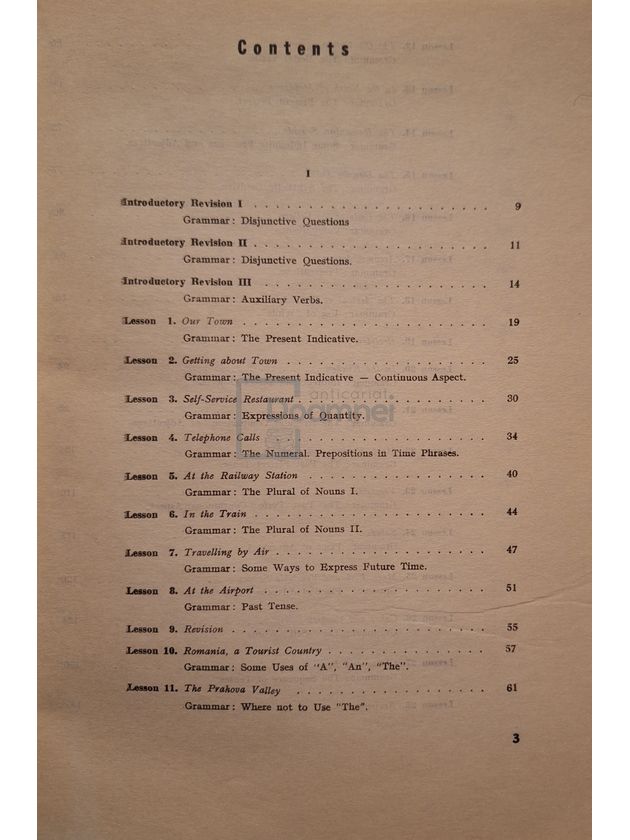 Contents
I
Introductory Revision I . . . . . . . . . . . . . . . . . . . . . . 9
Grammar: Disjunctive Questions
Introductory Revision II . . . . . . . . . . . . . . . . . . . . . 11
Grammar: Disjunctive Questions.
Introductory Revision III . . . . . . . . . . . . . . . . . . . . 14
Grammar: Auxiliary Verbs.
Lesson 1. Our Town . . . . . . . . . . . . . . . . . . . . . . 19
Grammar: The Present Indicative.
Lesson 2. Getting about Town . . . . . . . . . . . . . . . . . . 25
Grammar: The Present Indicative — Continuous Aspect.
Lesson 3. Self-Service Restaurant . . . . . . . . . . . . . . . . . 30
Grammar: Expressions of Quantity.
Lesson 4. Telephone Calls . . . . . . . . . . . . . . . . . . . . 34
Grammar: The Numeral. Prepositions in Time Phrases.
Lesson 5. At the Railway Station . . . . . . . . . . . . . . . . 40
Grammar: The Plural of Nouns I.
Lesson 6. In the Train . . . . . . . . . . . . . . . . . . . . . 44
Grammar: The Plural of Nouns II.
Lesson 7. Travelling by Air . . . . . . . . . . . . . . . . . . . 47
Grammar: Some Ways to Express Future Time.
Lesson 8. At the Airport . . . . . . . . . . . . . . . . . . . . 51
Grammar: Past Tense.
Lesson 9. Revision . . . . . . . . . . . . . . . . . . . . . . . 55
Lesson 10. Romania, a Tourist Country . . . . . . . . . . . . . . 57
Grammar: Some Uses of "A", "An", "The".
Lesson 11. The Prahova Valley . . . . . . . . . . . . . . . . . 61
Grammar: Where not to Use "The".
3
anticariat